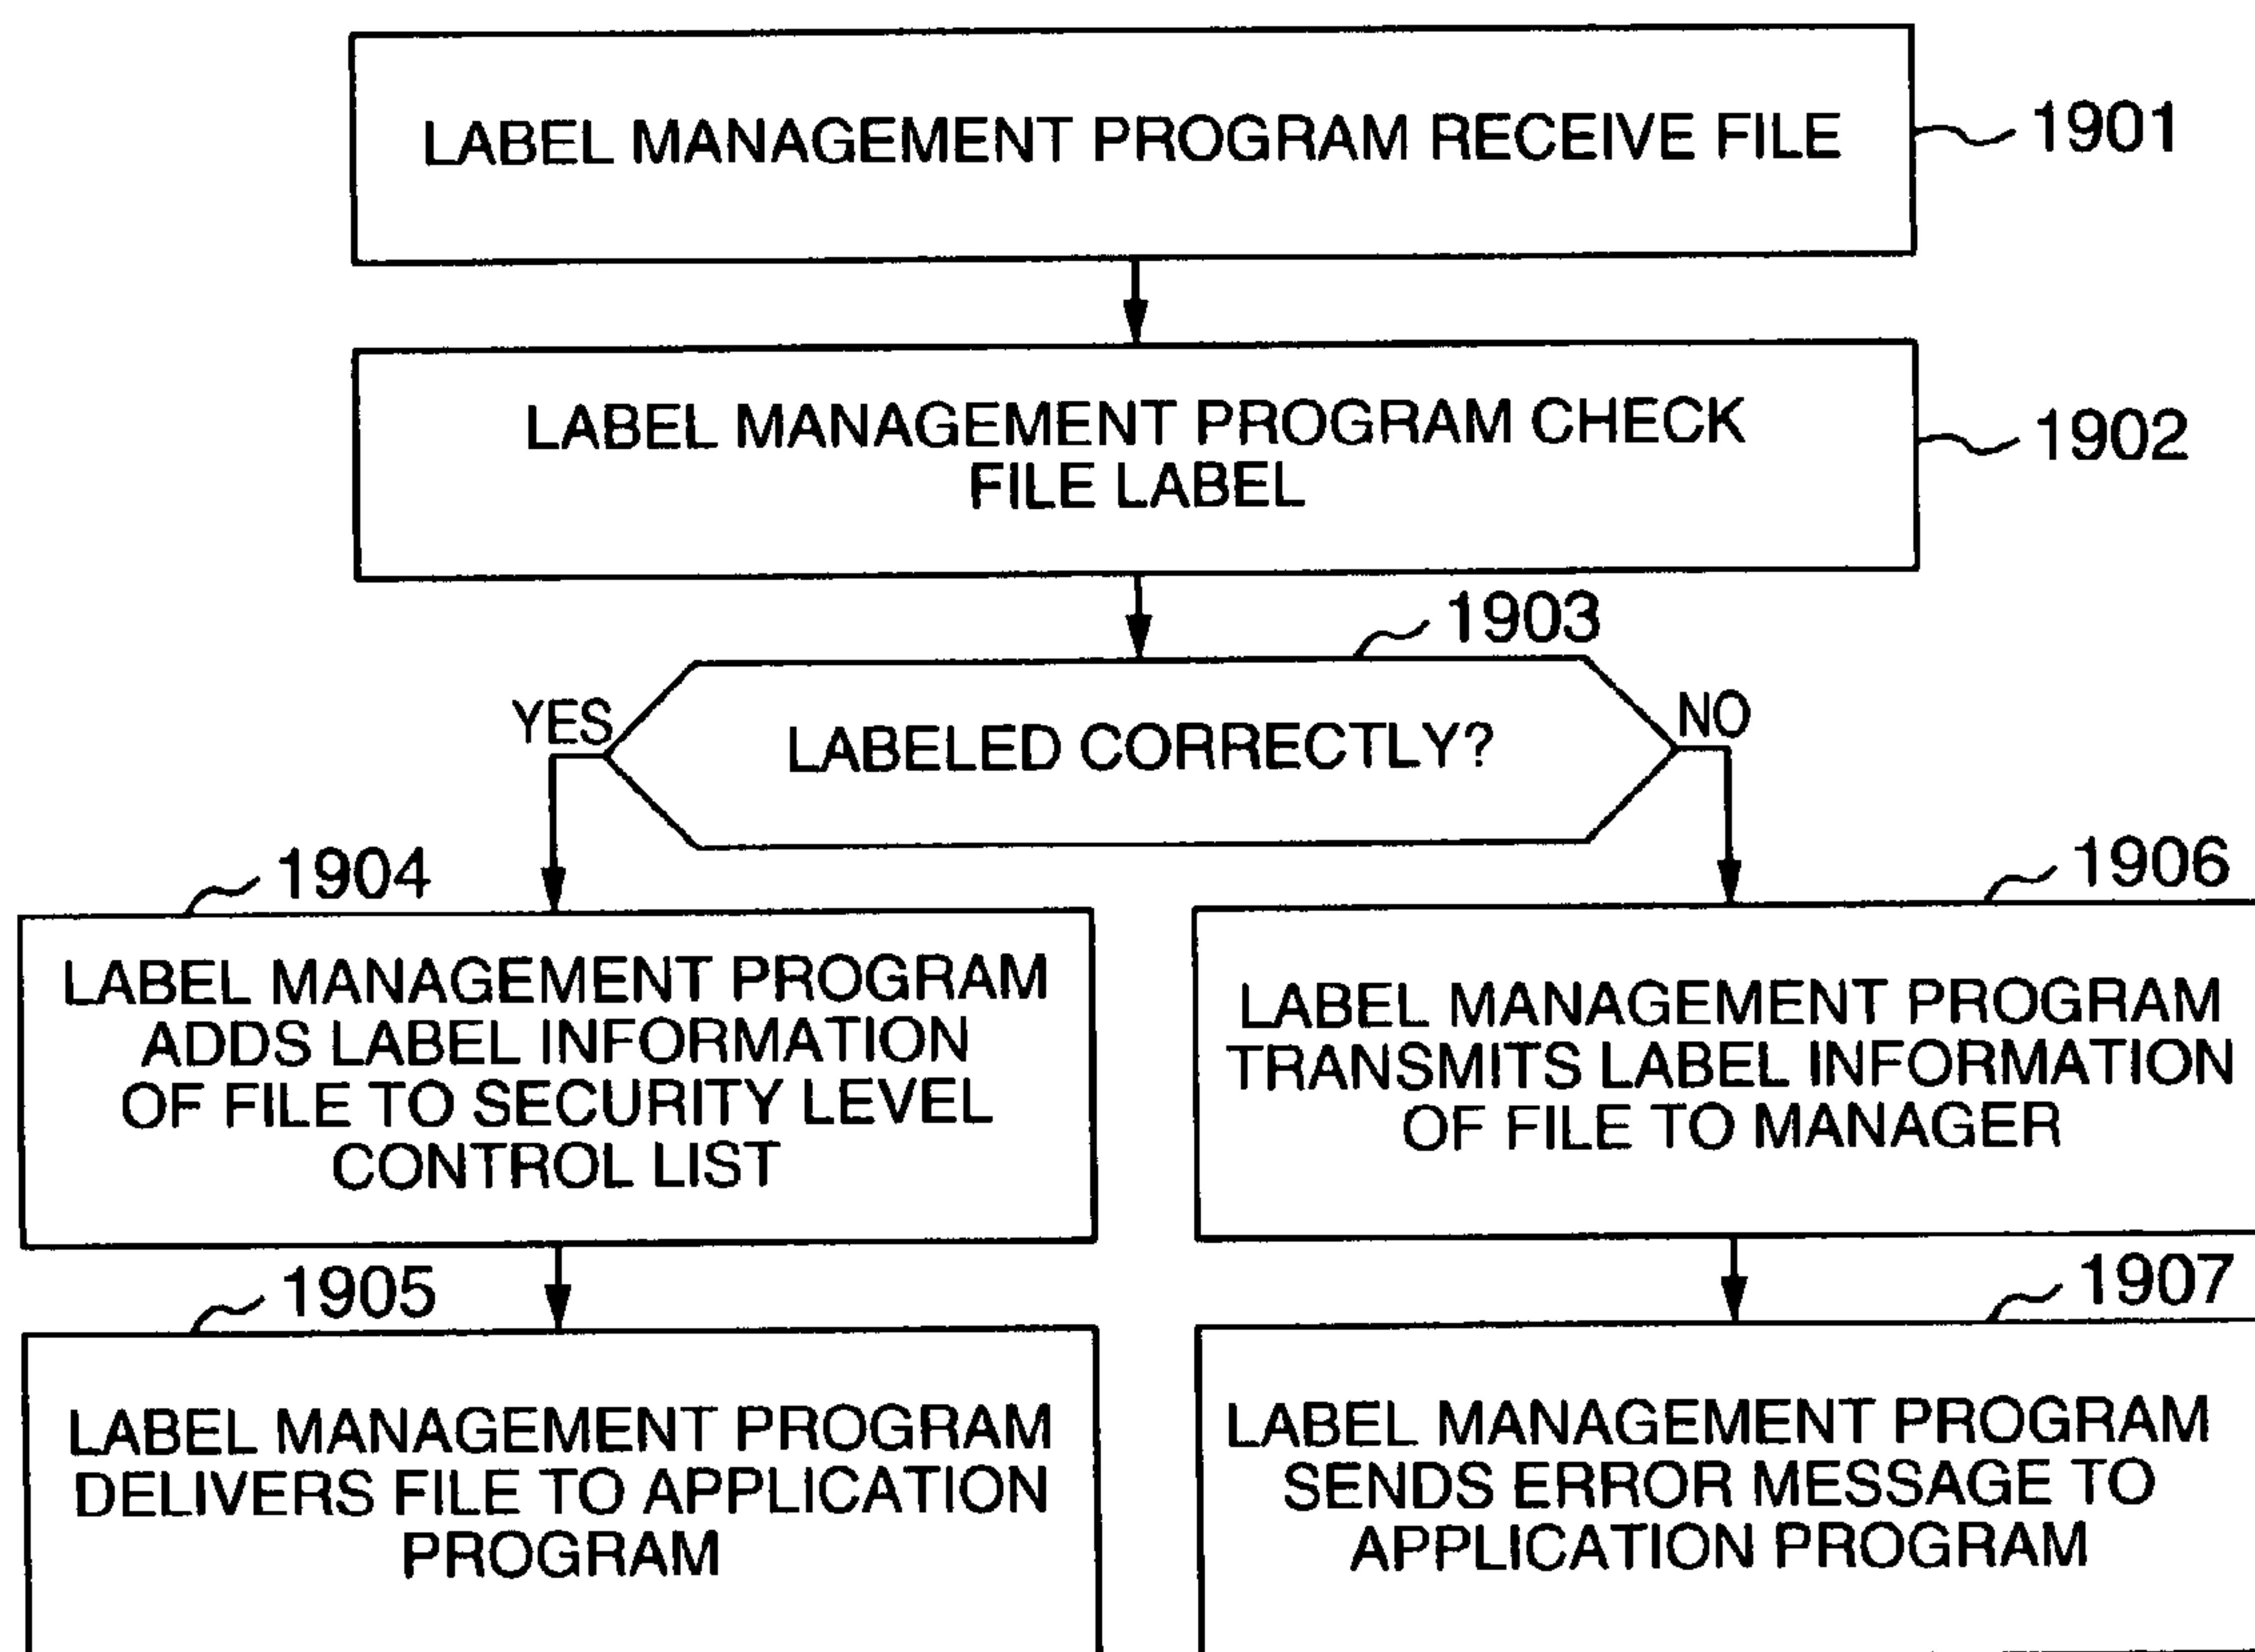 LABEL MANAGEMENT PROGRAM RECEIVE FILE
1901
LABEL MANAGEMENT PROGRAM CHECK
FILE LABEL
1902
1903
YES
LABELED CORRECTLY?
NO
1904
LABEL MANAGEMENT PROGRAM
ADDS LABEL INFORMATION
OF FILE TO SECURITY LEVEL
CONTROL LIST
1906
LABEL MANAGEMENT PROGRAM
TRANSMITS LABEL INFORMATION
OF FILE TO MANAGER
1905
LABEL MANAGEMENT PROGRAM
DELIVERS FILE TO APPLICATION
PROGRAM
1907
LABEL MANAGEMENT PROGRAM
SENDS ERROR MESSAGE TO
APPLICATION PROGRAM